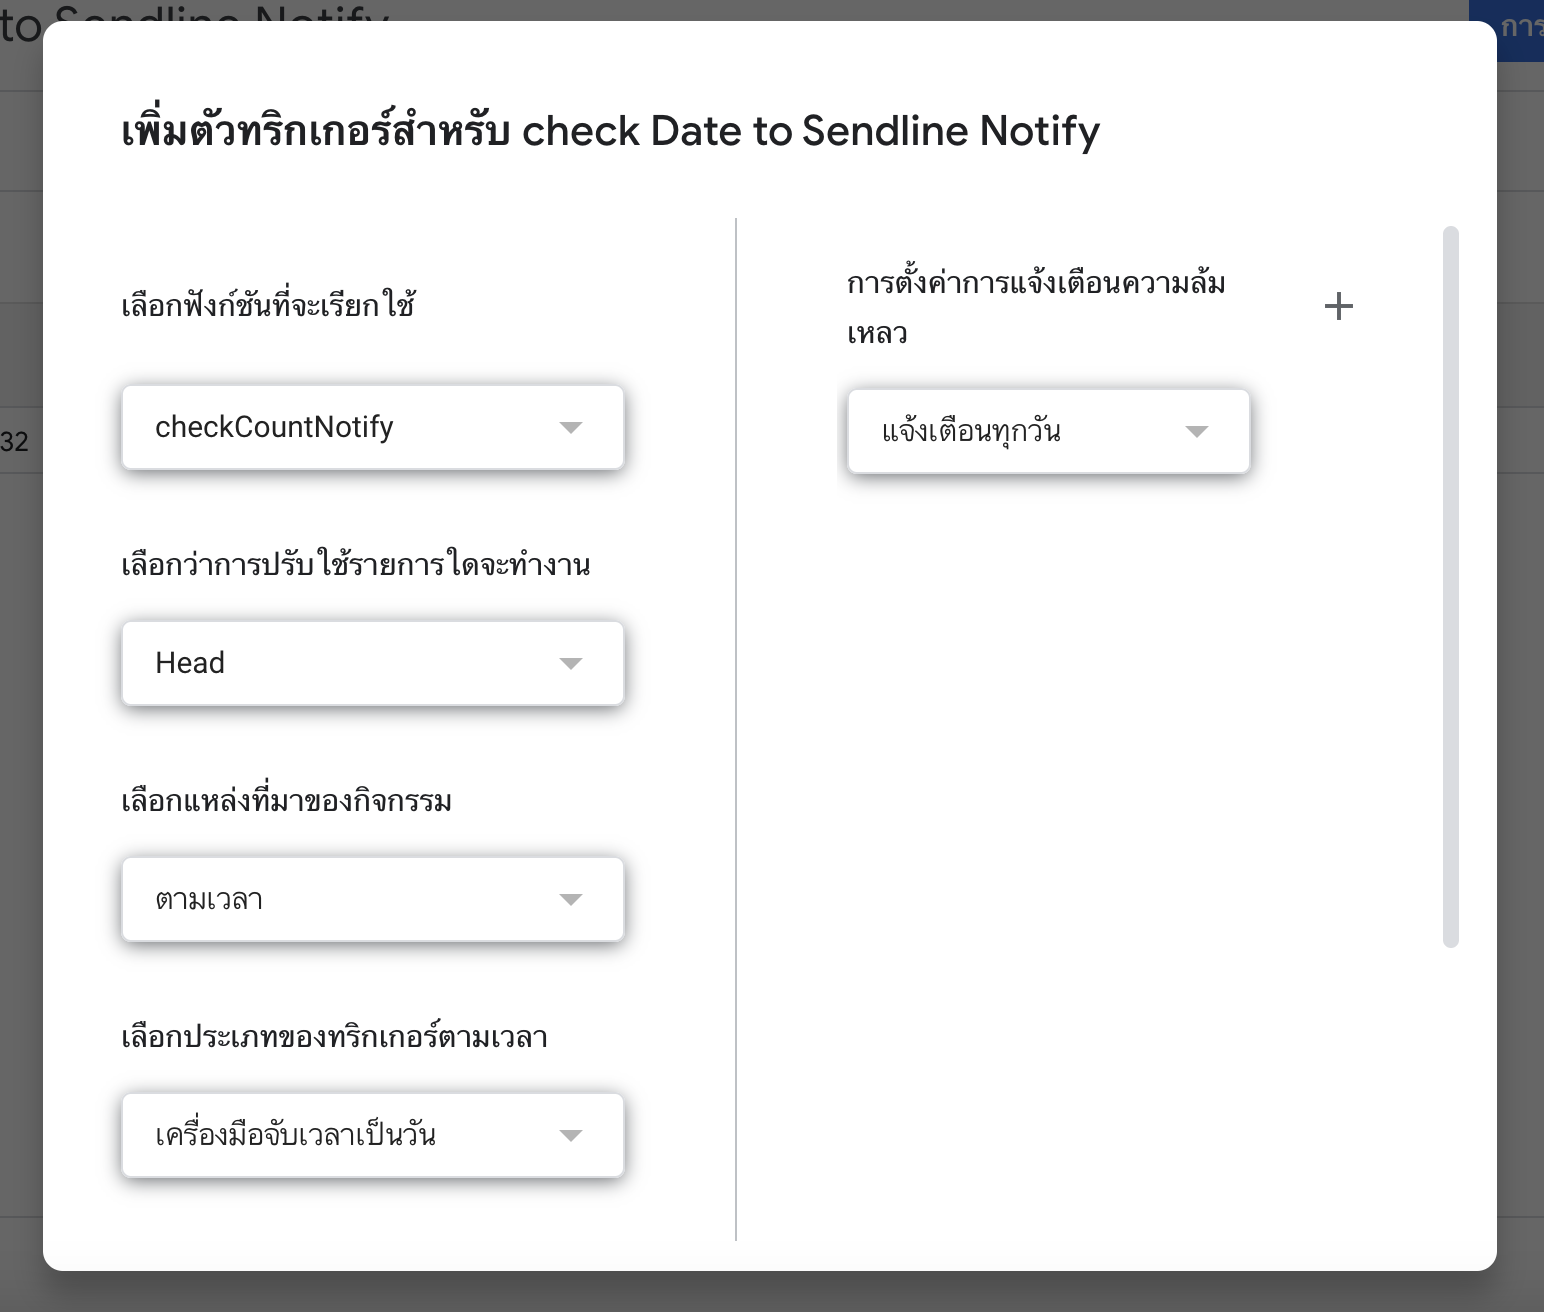 to Sendline Notify
การ
เพิ่มตัวทริกเกอร์สำหรับ check Date to Sendline Notify
เลือกฟังก์ชันที่จะเรียกใช้
checkCountNotify
เลือกว่าการปรับใช้รายการใดจะทำงาน
Head
เลือกแหล่งที่มาของกิจกรรม
ตามเวลา
เลือกประเภทของทริกเกอร์ตามเวลา
เครื่องมือจับเวลาเป็นวัน
การตั้งค่าการแจ้งเตือนความล้ม
เหลว
แจ้งเตือนทุกวัน
32